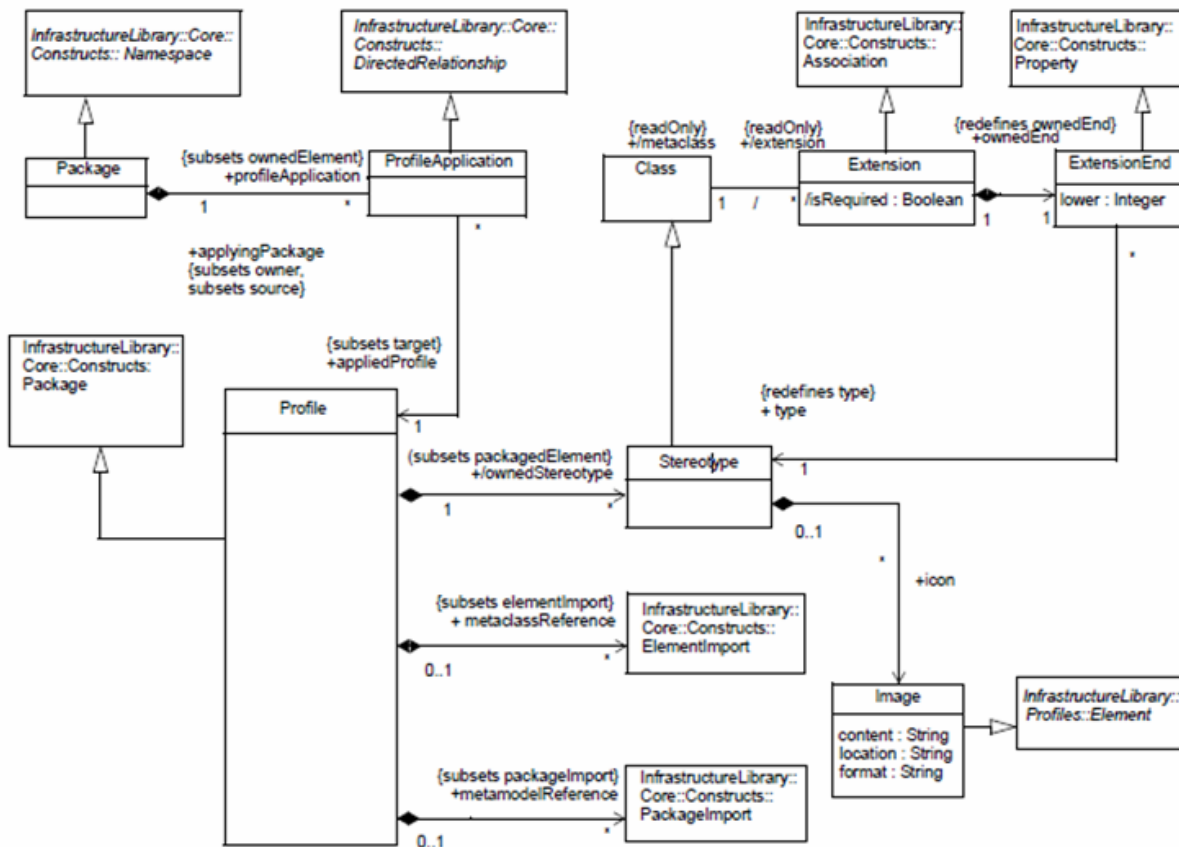 InfrastructureLibrary::Core::
Constructs:: Namespace
InfrastructureLibrary::Core::
Constructs::
DirectedRelationship
InfrastructureLibrary::
Core::Constructs::
Association
InfrastructureLibrary::
Core::Constructs::
Property
Package
{subsets ownedElement}
+profileApplication
1
*
ProfileApplication
*
+applyingPackage
{subsets owner,
subsets source}
{readOnly}
+/metaclass
{readOnly}
+/extension
Class
1
/
*
Extension
/isRequired : Boolean
{redefines ownedEnd}
+ownedEnd
1
1
ExtensionEnd
lower : Integer
*
InfrastructureLibrary::
Core::Constructs:
Package
{subsets target}
+appliedProfile
1
Profile
{redefines type}
+ type
1
(subsets packagedElement}
+/ownedStereotype
1
*
Stereotype
0..1
*
+icon
{subsets elementImport}
+ metaclassReference
0..1
*
InfrastructureLibrary::
Core::Constructs::
ElementImport
Image
content : String
location : String
format : String
InfrastructureLibrary::
Profiles::Element
{subsets packageImport}
+metamodelReference
0..1
*
InfrastructureLibrary::
Core::Constructs::
PackageImport